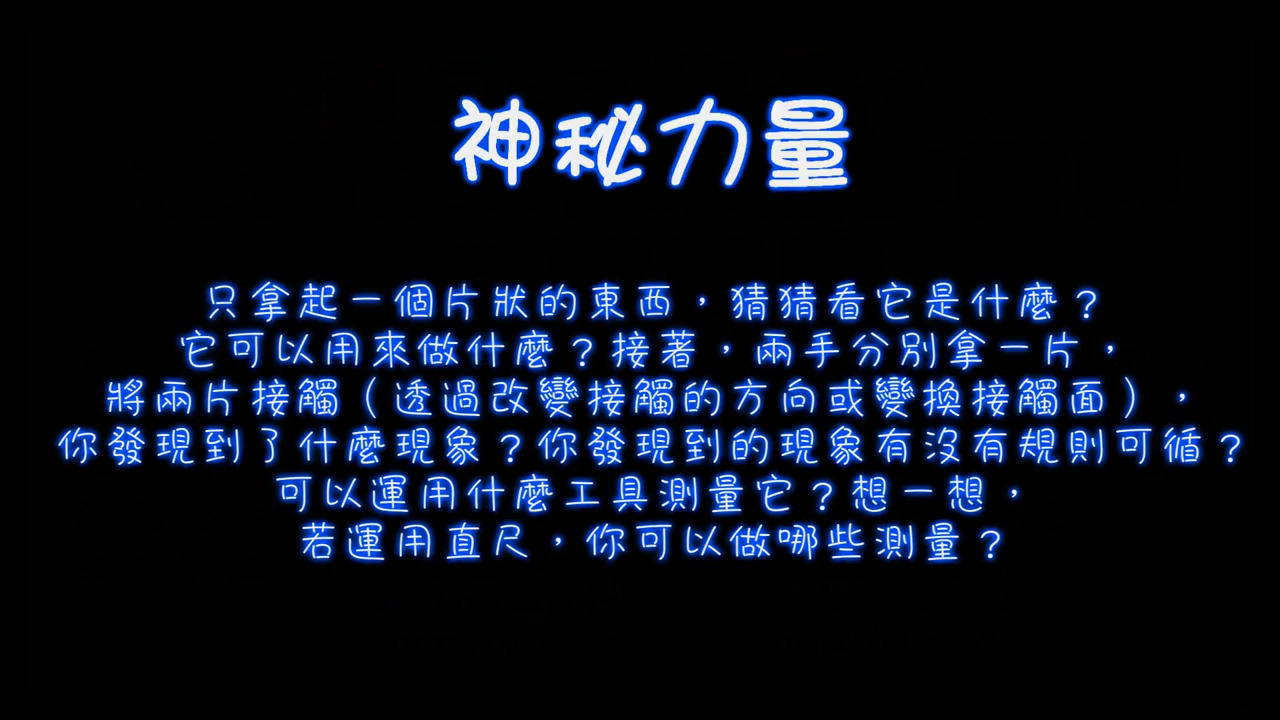 神秘力量
只拿起一個片狀的東西，猜猜看它是什麼？
它可以用來做什麼？接著，兩手分別拿一片，
將兩片接觸（透過改變接觸的方向或變換接觸面），
你發現到了什麼現象？你發現到的現象有沒有規則可循？
可以運用什麼工具測量它？想一想，
若運用直尺，你可以做哪些測量？